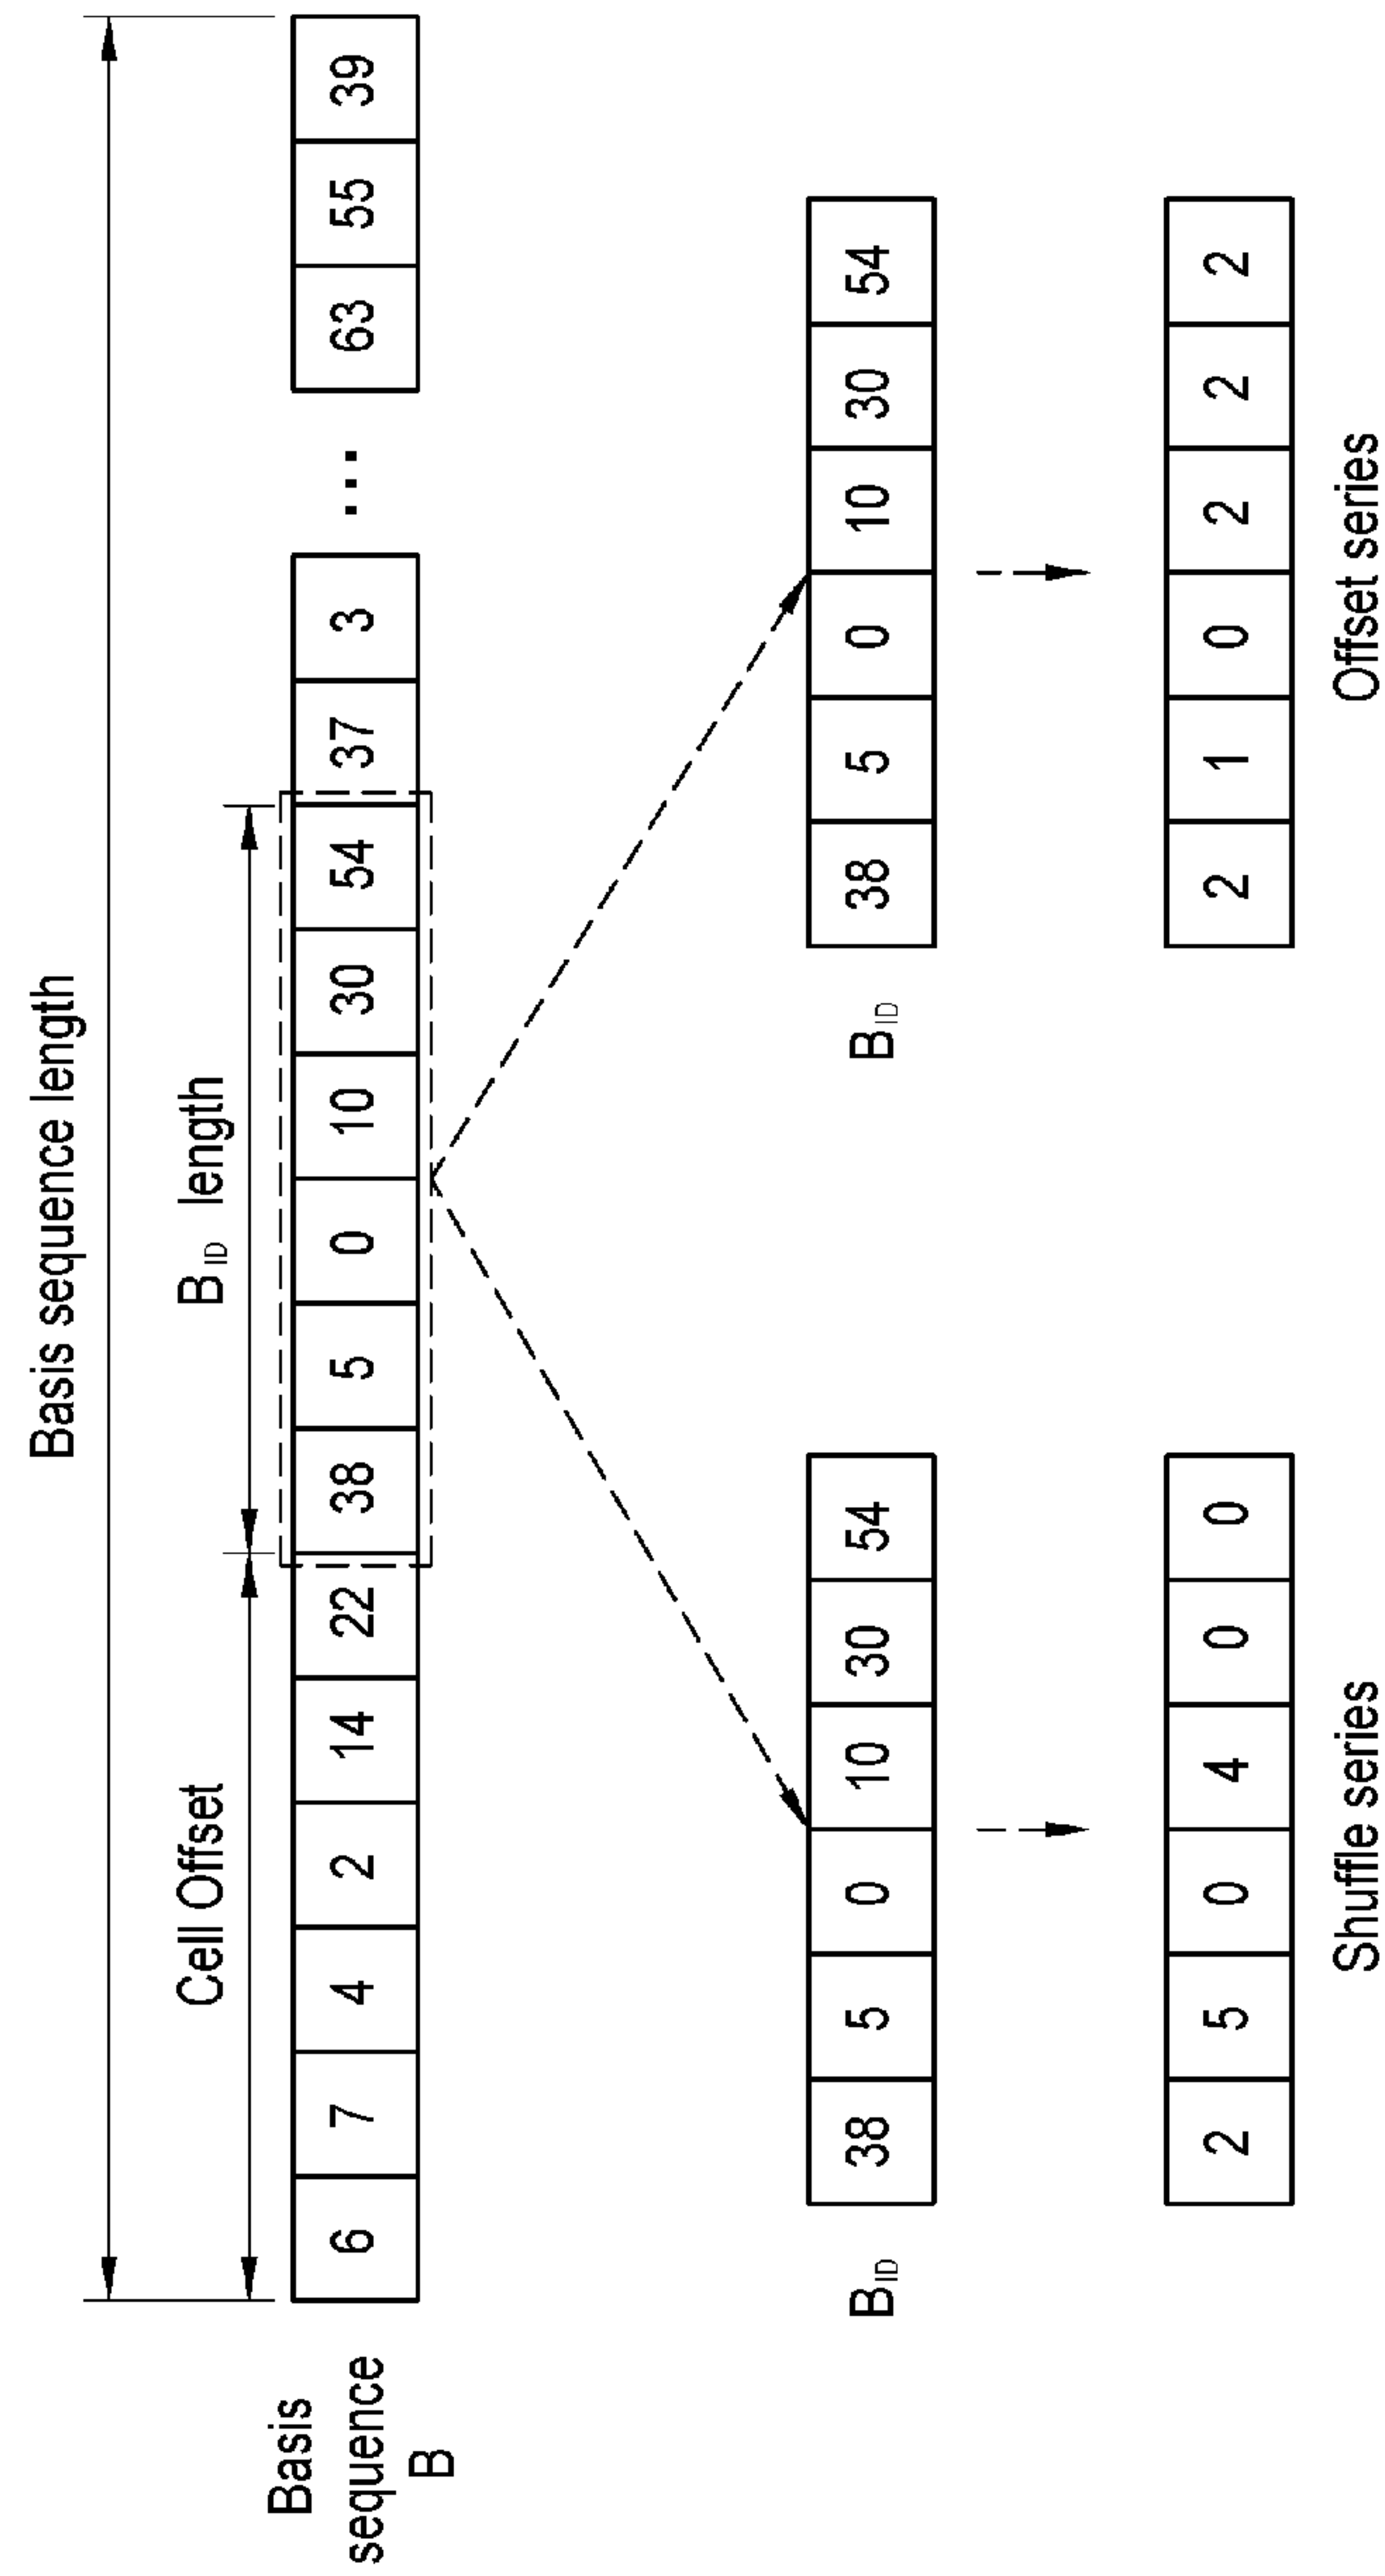 Basis sequence length
Cell Offset B_ID length
Basis sequence B
6 7 4 2 14 22 38 5 0 10 30 54 37 3 ... 63 55 39
B_ID 38 5 0 10 30 54
B_ID 38 5 0 10 30 54
2 5 0 4 0 0
2 1 0 2 2 2
Shuffle series
Offset series